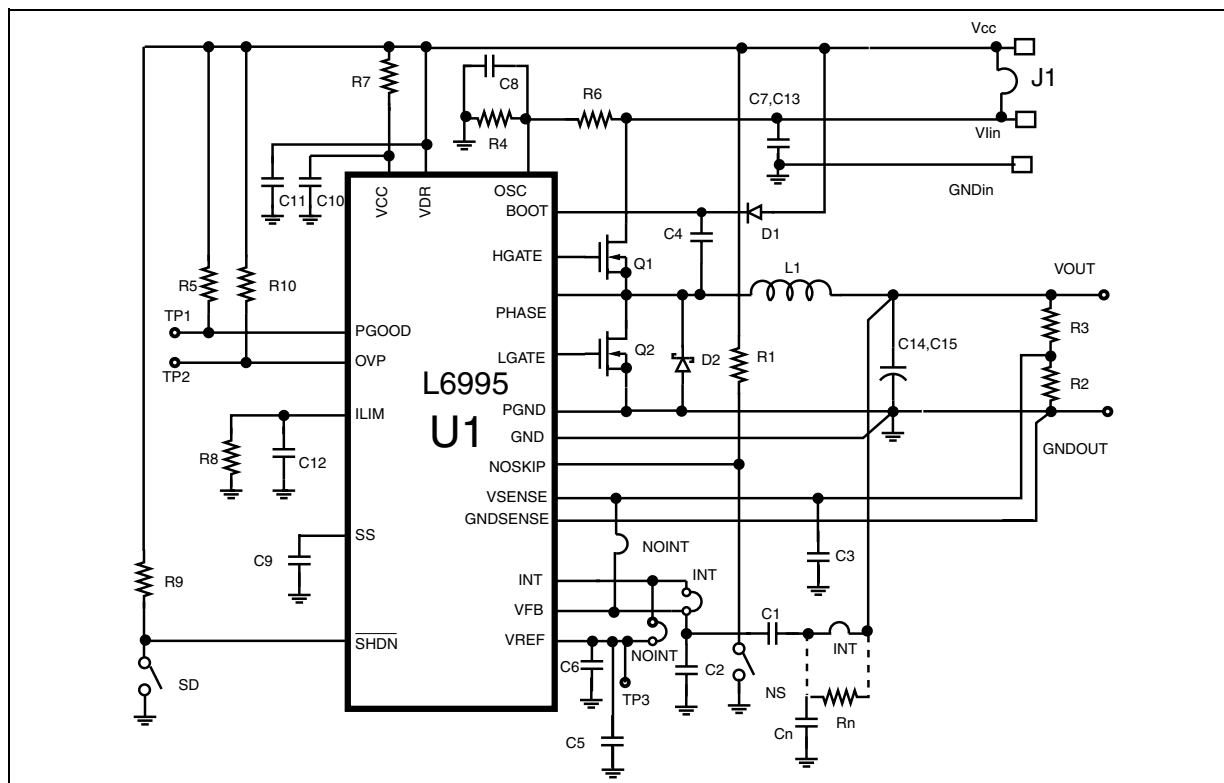 Vcc
R7
C8
J1
R6
C7,C13
R4
VIin
C11
C10
VCC
VDR
OSC
GNDin
BOOT
D1
C4
HGATE
Q1
L1
VOUT
R5
R10
TP1
PGOOD
PHASE
R3
TP2
OVP
LGATE
Q2
D2
R1
C14,C15
L6995
R2
U1
PGND
ILIM
GND
GNDOUT
R8
C12
NOSKIP
VSENSE
GNDSENSE
SS
C9
NOINT
C3
R9
INT
INT
VFB
C1
SHDN
VREF
NOINT
INT
C6
C2
SD
TP3
NS
Rn
Cn
C5